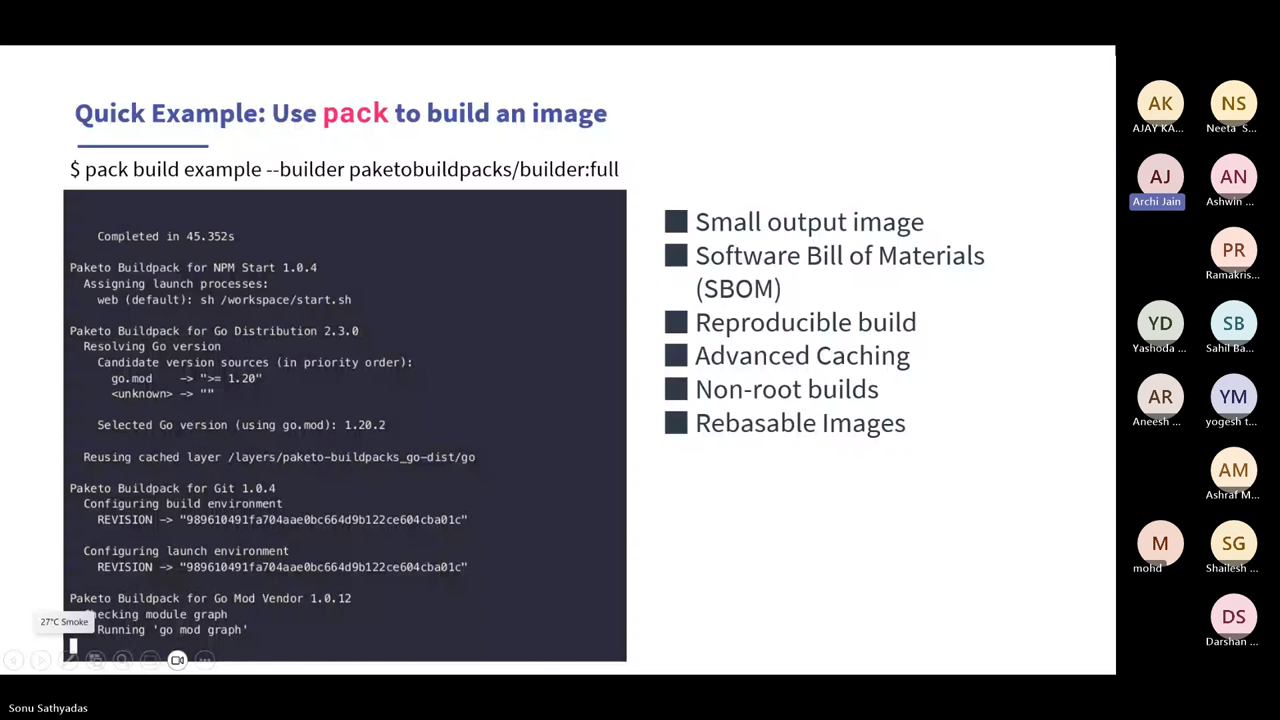 Quick Example: Use pack to build an image
$ pack build example --builder paketobuildpacks/builder:full
Completed in 45.352s
Paketo Buildpack for NPM Start 1.0.4
Assigning launch processes:
web (default): sh /workspace/start.sh
Paketo Buildpack for Go Distribution 2.3.0
Resolving Go version
Candidate version sources (in priority order):
go.mod -> ">= 1.20"
<unknown> -> ""
Selected Go version (using go.mod): 1.20.2
Reusing cached layer /layers/paketo-buildpacks_go-dist/go
Paketo Buildpack for Git 1.0.4
Configuring build environment
REVISION -> "989610491fa704aae0bc664d9b122ce604cba01c"
Configuring launch environment
REVISION -> "989610491fa704aae0bc664d9b122ce604cba01c"
Paketo Buildpack for Go Mod Vendor 1.0.12
hecking module graph
Running 'go mod graph'
27°C Smoke
Small output image
Software Bill of Materials
(SBOM)
Reproducible build
Advanced Caching
Non-root builds
Rebasable Images
AK NS
AJAY KA... Neeta S...
AJ AN
Archi Jain Ashwin ...
PR
Ramakris...
YD SB
Yashoda ... Sahil Ba...
AR YM
Aneesh ... yogesh t...
AM
Ashraf M...
M SG
mohd Shailesh ...
DS
Darshan ...
Sonu Sathyadas